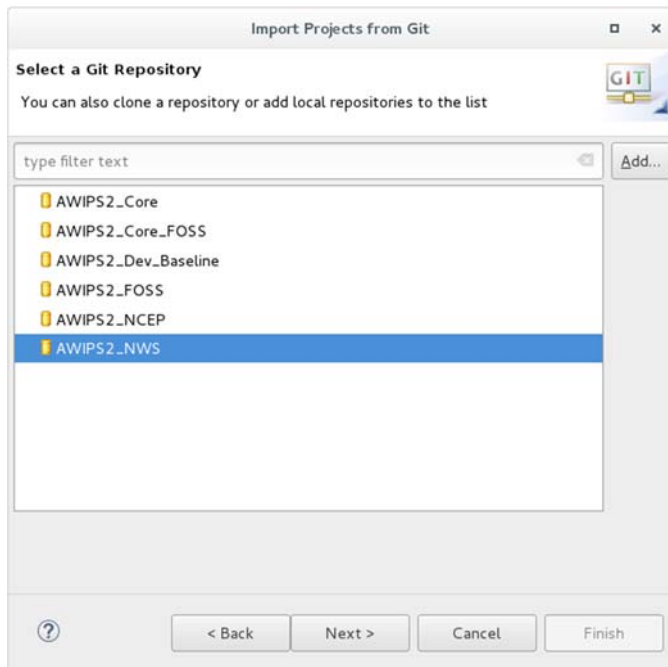 Import Projects from Git
Select a Git Repository
GIT
You can also clone a repository or add local repositories to the list
type filter text
Add...
AWIPS2_Core
AWIPS2_Core_FOSS
AWIPS2_Dev_Baseline
AWIPS2_FOSS
AWIPS2_NCEP
AWIPS2_NWS
? < Back Next > Cancel Finish